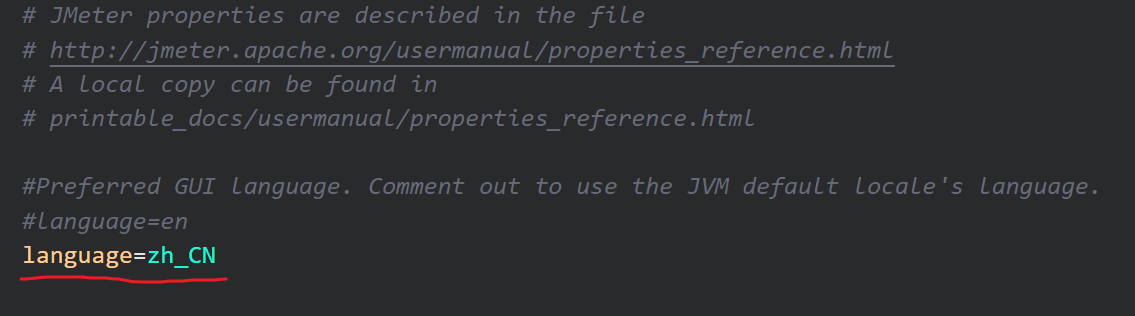 # JMeter properties are described in the file
# http://jmeter.apache.org/usermanual/properties_reference.html
# A local copy can be found in
# printable_docs/usermanual/properties_reference.html
#Preferred GUI language. Comment out to use the JVM default locale's language.
#language=en
language=zh_CN